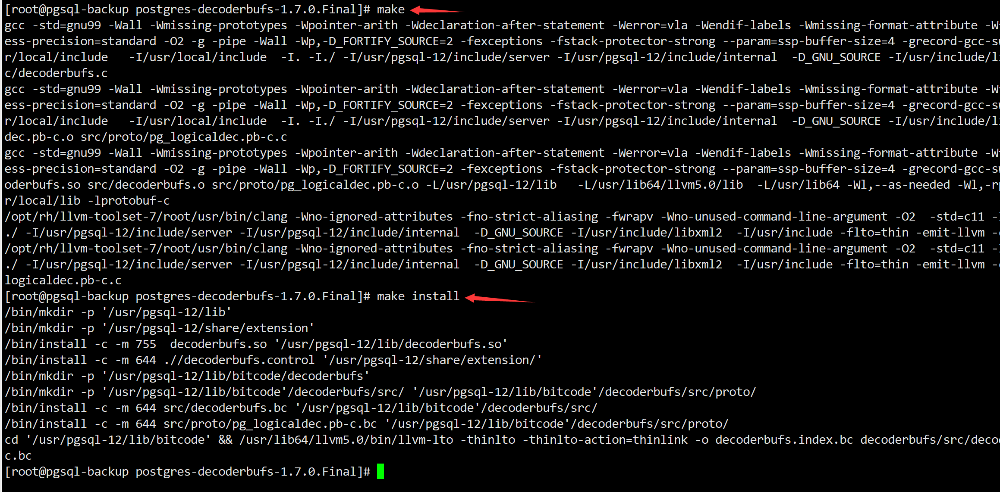 [root@pgsql-backup postgres-decoderbufs-1.7.0.Final]# make
gcc -std=gnu99 -Wall -Wmissing-prototypes -Wpointer-arith -Wdeclaration-after-statement -Werror=vla -Wendif-labels -Wmissing-format-attribute
ess-precision=standard -O2 -g -pipe -Wall -Wp,-D_FORTIFY_SOURCE=2 -fexceptions -fstack-protector-strong --param=ssp-buffer-size=4 -grecord-gcc-sw
r/local/include   -I/usr/local/include  -I. -I./ -I/usr/pgsql-12/include/server -I/usr/pgsql-12/include/internal  -D_GNU_SOURCE -I/usr/include/li
c/decoderbufs.c
gcc -std=gnu99 -Wall -Wmissing-prototypes -Wpointer-arith -Wdeclaration-after-statement -Werror=vla -Wendif-labels -Wmissing-format-attribute
ess-precision=standard -O2 -g -pipe -Wall -Wp,-D_FORTIFY_SOURCE=2 -fexceptions -fstack-protector-strong --param=ssp-buffer-size=4 -grecord-gcc-sw
r/local/include   -I/usr/local/include  -I. -I./ -I/usr/pgsql-12/include/server -I/usr/pgsql-12/include/internal  -D_GNU_SOURCE -I/usr/include/li
dec.pb-c.o src/proto/pg_logicaldec.pb-c.c
gcc -std=gnu99 -Wall -Wmissing-prototypes -Wpointer-arith -Wdeclaration-after-statement -Werror=vla -Wendif-labels -Wmissing-format-attribute
ess-precision=standard -O2 -g -pipe -Wall -Wp,-D_FORTIFY_SOURCE=2 -fexceptions -fstack-protector-strong --param=ssp-buffer-size=4 -grecord-gcc-sw
oderbufs.so src/decoderbufs.o src/proto/pg_logicaldec.pb-c.o -L/usr/pgsql-12/lib   -L/usr/lib64/llvm5.0/lib  -L/usr/lib64 -Wl,--as-needed -Wl,-rp
r/local/lib -lprotobuf-c
/opt/rh/llvm-toolset-7/root/usr/bin/clang -Wno-ignored-attributes -fno-strict-aliasing -fwrapv -Wno-unused-command-line-argument -O2  -std=c11 -I
./ -I/usr/pgsql-12/include/server -I/usr/pgsql-12/include/internal  -D_GNU_SOURCE -I/usr/include/libxml2  -I/usr/include -flto=thin -emit-llvm -c
/opt/rh/llvm-toolset-7/root/usr/bin/clang -Wno-ignored-attributes -fno-strict-aliasing -fwrapv -Wno-unused-command-line-argument -O2  -std=c11 -I
./ -I/usr/pgsql-12/include/server -I/usr/pgsql-12/include/internal  -D_GNU_SOURCE -I/usr/include/libxml2  -I/usr/include -flto=thin -emit-llvm -c
logicaldec.pb-c.c
[root@pgsql-backup postgres-decoderbufs-1.7.0.Final]# make install
/bin/mkdir -p '/usr/pgsql-12/lib'
/bin/mkdir -p '/usr/pgsql-12/share/extension'
/bin/install -c -m 755  decoderbufs.so '/usr/pgsql-12/lib/decoderbufs.so'
/bin/install -c -m 644 .//decoderbufs.control '/usr/pgsql-12/share/extension/'
/bin/mkdir -p '/usr/pgsql-12/lib/bitcode/decoderbufs'
/bin/mkdir -p '/usr/pgsql-12/lib/bitcode'/decoderbufs/src/ '/usr/pgsql-12/lib/bitcode'/decoderbufs/src/proto/
/bin/install -c -m 644 src/decoderbufs.bc '/usr/pgsql-12/lib/bitcode'/decoderbufs/src/
/bin/install -c -m 644 src/proto/pg_logicaldec.pb-c.bc '/usr/pgsql-12/lib/bitcode'/decoderbufs/src/proto/
cd '/usr/pgsql-12/lib/bitcode' && /usr/lib64/llvm5.0/bin/llvm-lto -thinlto -thinlto-action=thinlink -o decoderbufs.index.bc decoderbufs/src/deco
c.bc
[root@pgsql-backup postgres-decoderbufs-1.7.0.Final]#